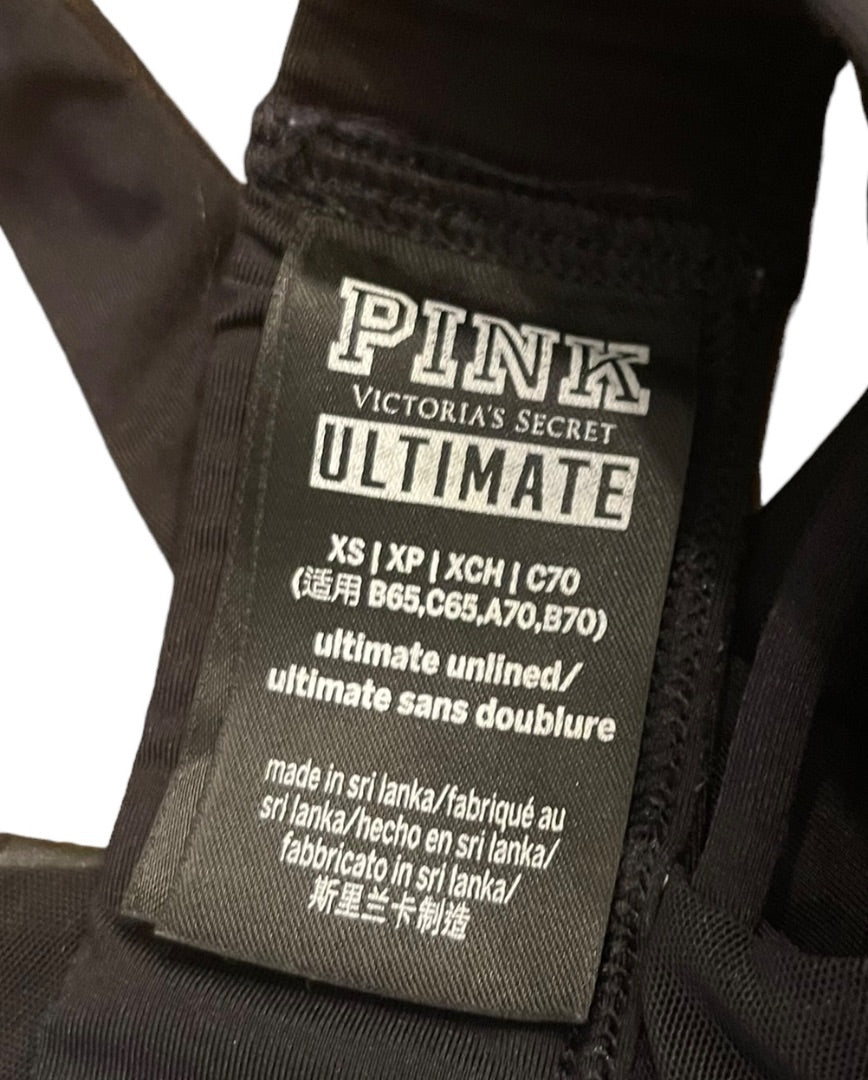 PINK
VICTORIA'S SECRET
ULTIMATE
XS | XP | XCH | C70
(适用 B65,C65,A70,B70)
ultimate unlined/
ultimate sans doublure
made in sri lanka/fabriqué au
sri lanka/hecho en sri lanka/
fabbricato in sri lanka/
斯里兰卡制造